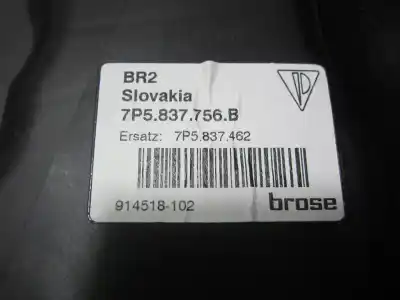 BR2
Slovakia
7P5.837.756.B
Ersatz: 7P5.837.462
914518-102
brose